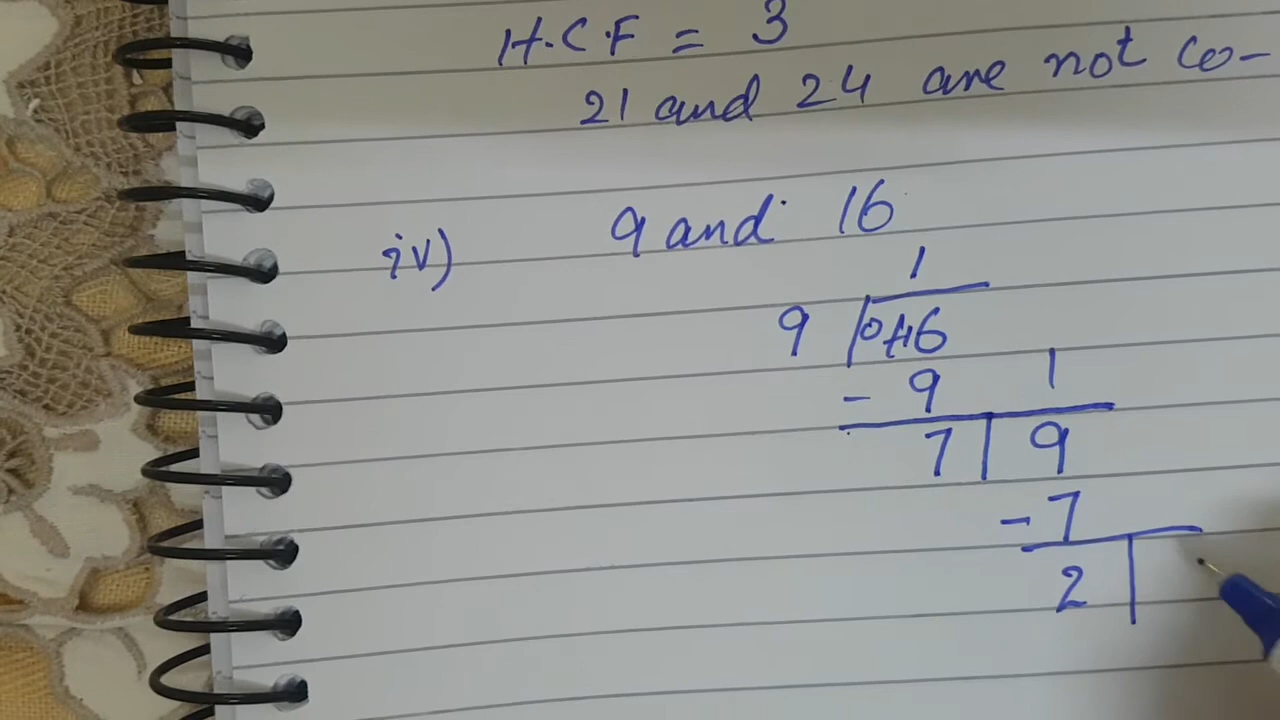 H.C.F = 3
21 and 24 are not co-
iv) 9 and 16
1
9 0 16
- 9 1
7 9
- 7
2